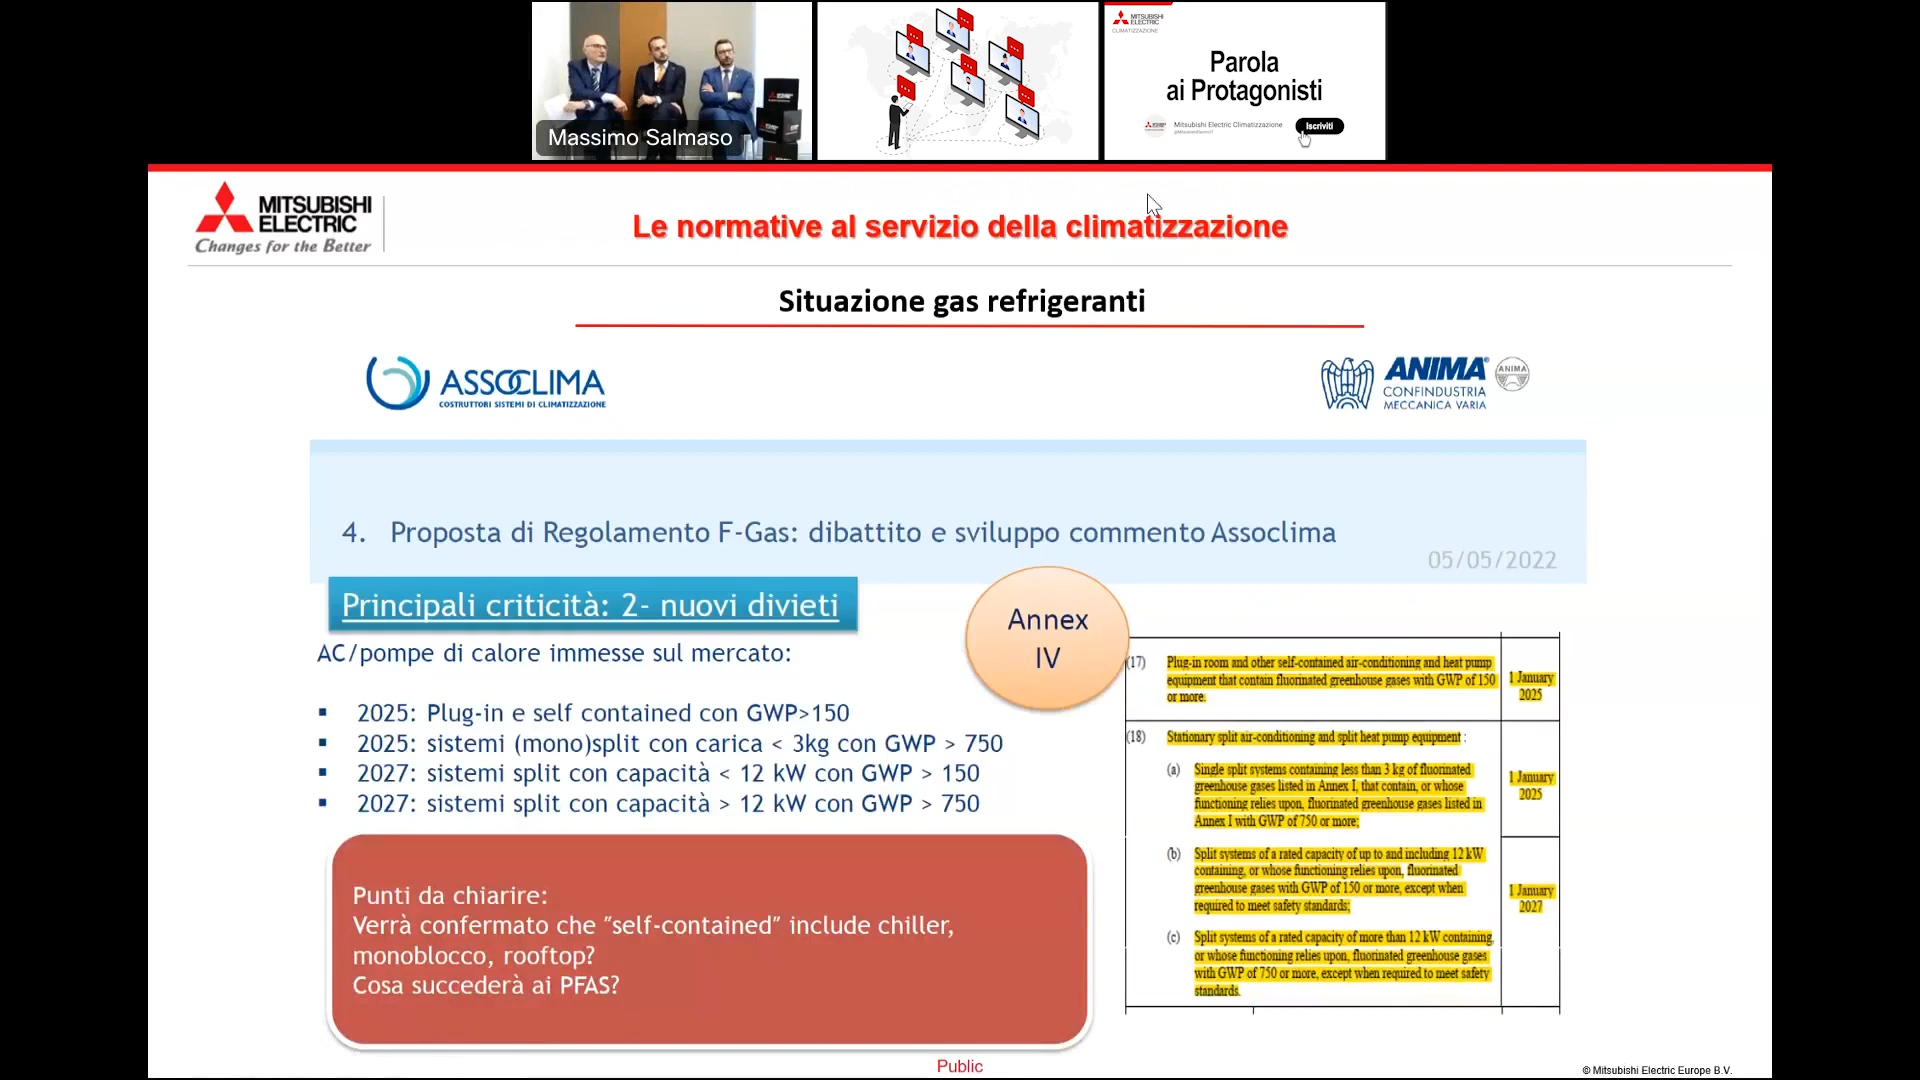 Massimo Salmaso
MITSUBISHI
ELECTRIC
CLIMATIZZAZIONE
Parola
ai Protagonisti
Mitsubishi Electric Climatizzazione
Iscriviti
MITSUBISHI
ELECTRIC
Changes for the Better
Le normative al servizio della climatizzazione
Situazione gas refrigeranti
ASSOCLIMA
COSTRUTTORI SISTEMI DI CLIMATIZZAZIONE
ANIMA
CONFINDUSTRIA
MECCANICA VARIA
ANIMA
4. Proposta di Regolamento F-Gas: dibattito e sviluppo commento Assoclima
05/05/2022
Principali criticità: 2- nuovi divieti
AC/pompe di calore immesse sul mercato:
▪ 2025: Plug-in e self contained con GWP>150
▪ 2025: sistemi (mono)split con carica < 3kg con GWP > 750
▪ 2027: sistemi split con capacità < 12 kW con GWP > 150
▪ 2027: sistemi split con capacità > 12 kW con GWP > 750
Annex
IV
(17) Plug-in room and other self-contained air-conditioning and heat pump
equipment that contain fluorinated greenhouse gases with GWP of 150
or more.
1 January
2025
(18) Stationary split air-conditioning and split heat pump equipment :
(a) Single split systems containing less than 3 kg of fluorinated
greenhouse gases listed in Annex I, that contain, or whose
functioning relies upon, fluorinated greenhouse gases listed in
Annex I with GWP of 750 or more;
1 January
2025
(b) Split systems of a rated capacity of up to and including 12 kW
containing, or whose functioning relies upon, fluorinated
greenhouse gases with GWP of 150 or more, except when
required to meet safety standards;
(c) Split systems of a rated capacity of more than 12 kW containing,
or whose functioning relies upon, fluorinated greenhouse gases
with GWP of 750 or more, except when required to meet safety
standards.
1 January
2027
Punti da chiarire:
Verrà confermato che "self-contained" include chiller,
monoblocco, rooftop?
Cosa succederà ai PFAS?
Public
© Mitsubishi Electric Europe B.V.